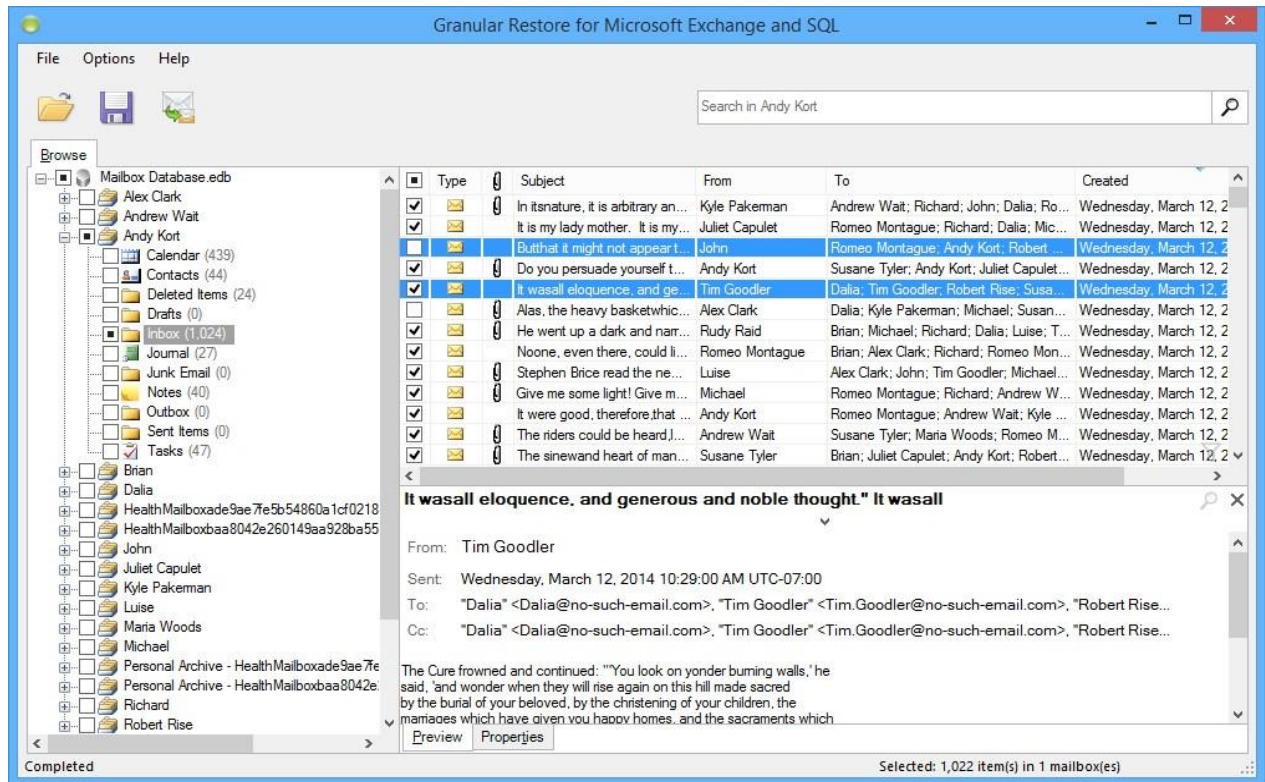 Granular Restore for Microsoft Exchange and SQL
File Options Help
Search in Andy Kort
Browse
Mailbox Database.edb
Alex Clark
Andrew Wait
Andy Kort
Calendar (439)
Contacts (44)
Deleted Items (24)
Drafts (0)
Inbox (1,024)
Journal (27)
Junk Email (0)
Notes (40)
Outbox (0)
Sent Items (0)
Tasks (47)
Brian
Dalia
HealthMailboxade9ae7fe5b54860a1cf0218
HealthMailboxbaa8042e260149aa928ba55
John
Juliet Capulet
Kyle Pakerman
Luise
Maria Woods
Michael
Personal Archive - HealthMailboxade9ae7fe
Personal Archive - HealthMailboxbaa8042e
Richard
Robert Rise
Type Subject From To Created
In itsnature, it is arbitrary an... Kyle Pakerman Andrew Wait; Richard; John; Dalia; Ro... Wednesday, March 12, 2
It is my lady mother. It is my... Juliet Capulet Romeo Montague; Richard; Dalia; Mic... Wednesday, March 12, 2
Butthat it might not appear t... John Romeo Montague; Andy Kort; Robert ... Wednesday, March 12, 2
Do you persuade yourself t... Andy Kort Susane Tyler; Andy Kort; Juliet Capulet... Wednesday, March 12, 2
It wasall eloquence, and ge... Tim Goodler Dalia; Tim Goodler; Robert Rise; Susa... Wednesday, March 12, 2
Alas, the heavy basketwhic... Alex Clark Dalia; Kyle Pakerman; Michael; Susan... Wednesday, March 12, 2
He went up a dark and narr... Rudy Raid Brian; Michael; Richard; Dalia; Luise; T... Wednesday, March 12, 2
Noone, even there, could li... Romeo Montague Brian; Alex Clark; Richard; Romeo Mon... Wednesday, March 12, 2
Stephen Brice read the ne... Luise Alex Clark; John; Tim Goodler; Michael... Wednesday, March 12, 2
Give me some light! Give m... Michael Romeo Montague; Richard; Andrew W... Wednesday, March 12, 2
It were good, therefore,that ... Andy Kort Romeo Montague; Andrew Wait; Kyle ... Wednesday, March 12, 2
The riders could be heard,l... Andrew Wait Susane Tyler; Maria Woods; Romeo M... Wednesday, March 12, 2
The sinewand heart of man... Susane Tyler Brian; Juliet Capulet; Andy Kort; Robert... Wednesday, March 12, 2
It wasall eloquence, and generous and noble thought." It wasall
From: Tim Goodler
Sent: Wednesday, March 12, 2014 10:29:00 AM UTC-07:00
To: "Dalia" <Dalia@no-such-email.com>, "Tim Goodler" <Tim.Goodler@no-such-email.com>, "Robert Rise...
Cc: "Dalia" <Dalia@no-such-email.com>, "Tim Goodler" <Tim.Goodler@no-such-email.com>, "Robert Rise...
The Cure frowned and continued: "'You look on yonder burning walls,' he
said, 'and wonder when they will rise again on this hill made sacred
by the burial of your beloved, by the christening of your children, the
marriages which have given you happy homes, and the sacraments which
Preview Properties
Completed Selected: 1,022 item(s) in 1 mailbox(es)